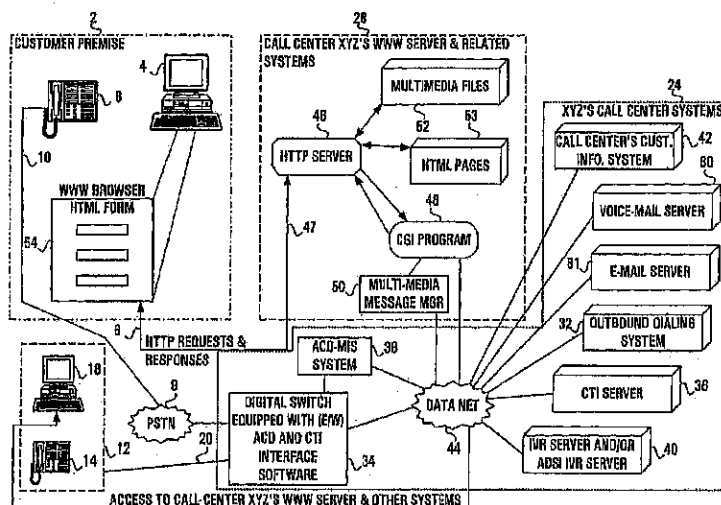 2
CUSTOMER PREMISE
4
8
10
WWW BROWSER
HTML FORM
54
6
HTTP REQUESTS &
RESPONSES
47
28
CALL CENTER XYZ'S WWW SERVER & RELATED
SYSTEMS
MULTIMEDIA FILES
52
46
HTTP SERVER
53
HTML PAGES
48
CGI PROGRAM
50
MULTI-MEDIA
MESSAGE MGR
24
XYZ'S CALL CENTER SYSTEMS
CALL CENTER'S CUST.
INFO. SYSTEM
42
80
VOICE-MAIL SERVER
81
E-MAIL SERVER
32
OUTBOUND DIALING
SYSTEM
CTI SERVER
36
IVR SERVER AND/OR
ADSI IVR SERVER
40
ACD-MIS
SYSTEM
38
DATA NET
44
9
PSTN
DIGITAL SWITCH
EQUIPPED WITH (E/W)
ACD AND CTI
INTERFACE
SOFTWARE
34
18
14
12
20
ACCESS TO CALL-CENTER XYZ'S WWW SERVER & OTHER SYSTEMS